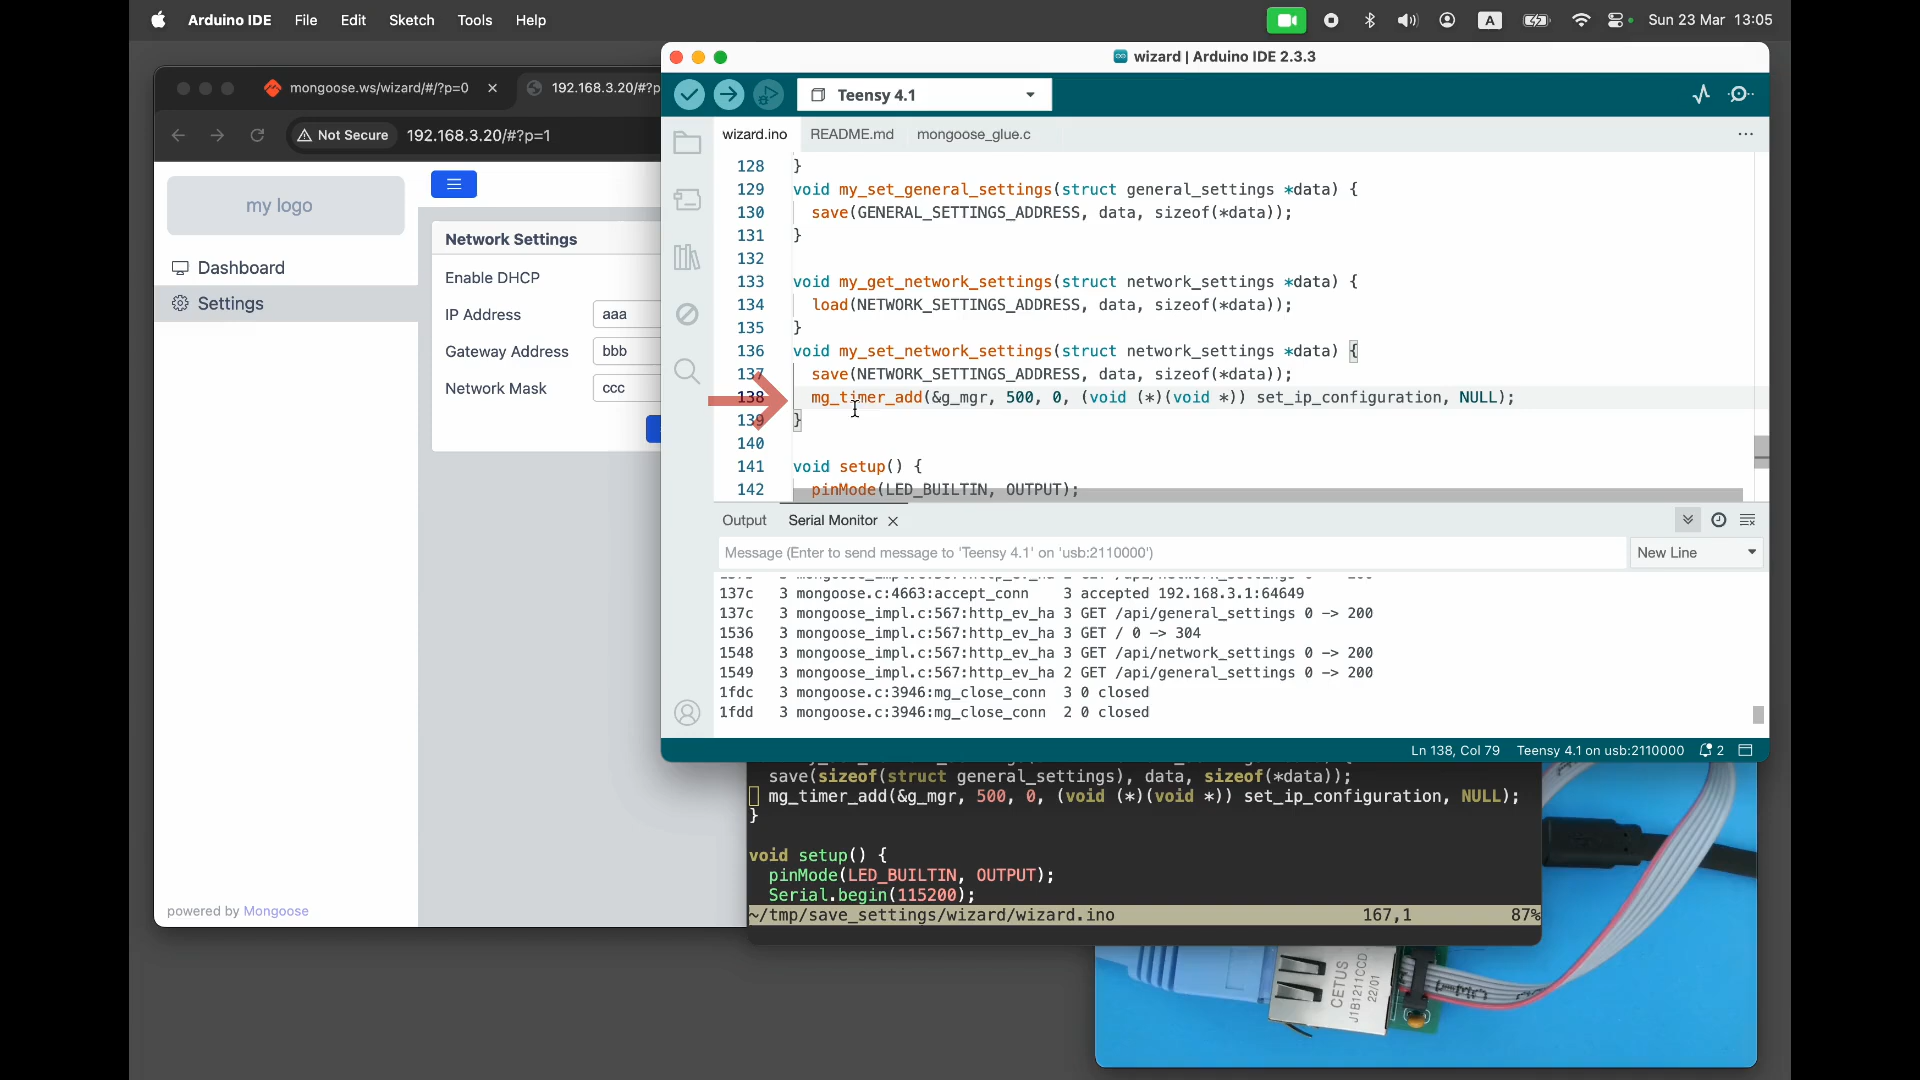 Arduino IDE File Edit Sketch Tools Help
A Sun 23 Mar 13:05
mongoose.ws/wizard/#/?p=0 192.168.3.20/#?p
Not Secure 192.168.3.20/#?p=1
my logo
Dashboard
Settings
Network Settings
Enable DHCP
IP Address aaa
Gateway Address bbb
Network Mask ccc
powered by Mongoose
wizard | Arduino IDE 2.3.3
Teensy 4.1
wizard.ino README.md mongoose_glue.c
128 }
129 void my_set_general_settings(struct general_settings *data) {
130 save(GENERAL_SETTINGS_ADDRESS, data, sizeof(*data));
131 }
132
133 void my_get_network_settings(struct network_settings *data) {
134 load(NETWORK_SETTINGS_ADDRESS, data, sizeof(*data));
135 }
136 void my_set_network_settings(struct network_settings *data) {
137 save(NETWORK_SETTINGS_ADDRESS, data, sizeof(*data));
138 mg_timer_add(&g_mgr, 500, 0, (void (*)(void *)) set_ip_configuration, NULL);
139 }
140
141 void setup() {
142 pinMode(LED_BUILTIN, OUTPUT);
Output Serial Monitor
Message (Enter to send message to 'Teensy 4.1' on 'usb:2110000') New Line
137c 3 mongoose.c:4663:accept_conn 3 accepted 192.168.3.1:64649
137c 3 mongoose_impl.c:567:http_ev_ha 3 GET /api/general_settings 0 -> 200
1536 3 mongoose_impl.c:567:http_ev_ha 3 GET / 0 -> 304
1548 3 mongoose_impl.c:567:http_ev_ha 3 GET /api/network_settings 0 -> 200
1549 3 mongoose_impl.c:567:http_ev_ha 2 GET /api/general_settings 0 -> 200
1fdc 3 mongoose.c:3946:mg_close_conn 3 0 closed
1fdd 3 mongoose.c:3946:mg_close_conn 2 0 closed
Ln 138, Col 79 Teensy 4.1 on usb:2110000 2
save(sizeof(struct general_settings), data, sizeof(*data));
mg_timer_add(&g_mgr, 500, 0, (void (*)(void *)) set_ip_configuration, NULL);
}
void setup() {
pinMode(LED_BUILTIN, OUTPUT);
Serial.begin(115200);
~/tmp/save_settings/wizard/wizard.ino 167,1 87%
CETUS
J1B1211CCD
22/01